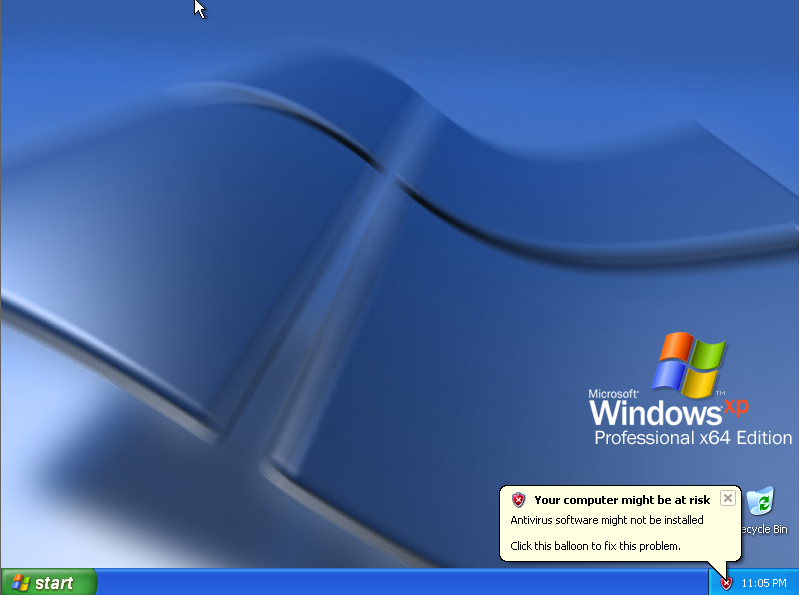 Microsoft®
Windows® xp™
Professional x64 Edition
Your computer might be at risk
Antivirus software might not be installed
Click this balloon to fix this problem.
ecycle Bin
start
11:05 PM